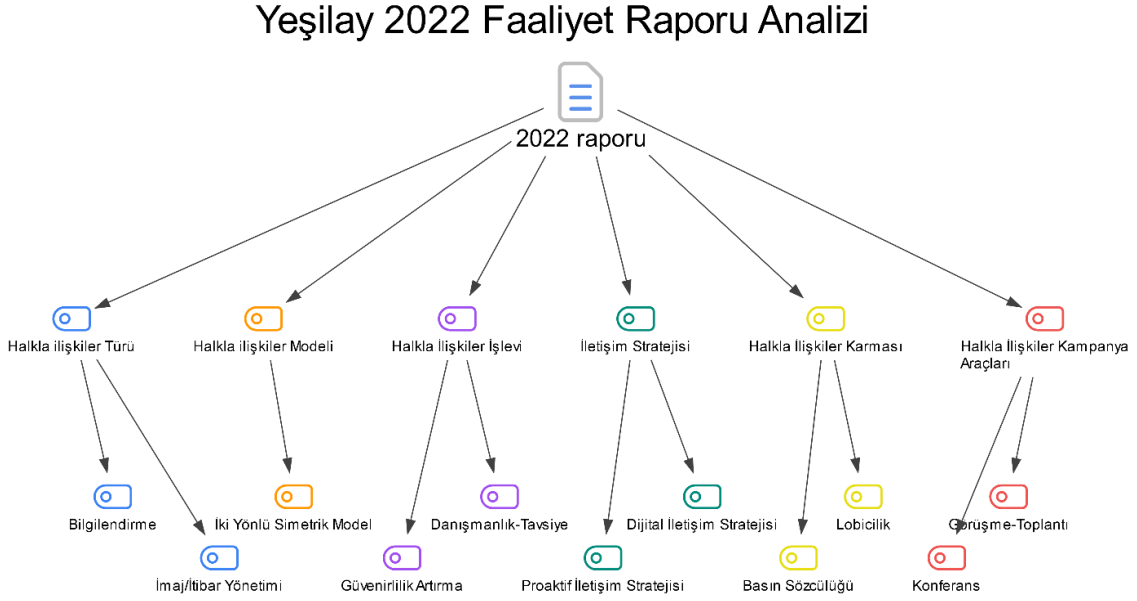 Yeşilay 2022 Faaliyet Raporu Analizi
2022 raporu
Halkla ilişkiler Türü
Halkla ilişkiler Modeli
Halkla İlişkiler İşlevi
İletişim Stratejisi
Halkla İlişkiler Karması
Halkla İlişkiler Kampanya
Araçları
Bilgilendirme
İki Yönlü Simetrik Model
Danışmanlık-Tavsiye
Dijital İletişim Stratejisi
Lobicilik
Görüşme-Toplantı
İmaj/İtibar Yönetimi
Güvenirlilik Artırma
Proaktif İletişim Stratejisi
Basın Sözcülüğü
Konferans